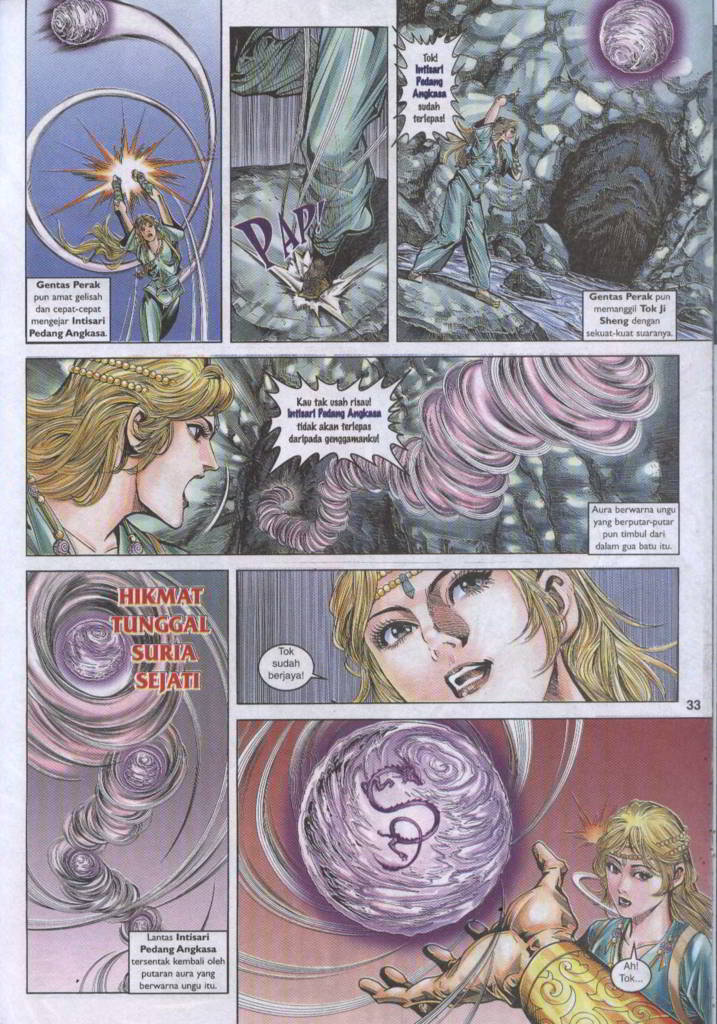 Gentas Perak
pun amat gelisah
dan cepat-cepat
mengejar Intisari
Pedang Angkasa.
PAP!
Tok!
Intisari
Pedang
Angkasa
sudah
terlepas!
Gentas Perak pun
memanggil Tok Ji
Sheng dengan
sekuat-kuat suaranya.
Kau tak usah risau!
Intisari Pedang Angkasa
tidak akan terlepas
daripada genggamanku!
Aura berwarna ungu
yang berputar-putar
pun timbul dari
dalam gua batu itu.
HIKMAT
TUNGGAL
SURIA
SEJATI
Lantas Intisari
Pedang Angkasa
tersentak kembali oleh
putaran aura yang
berwarna ungu itu.
Tok
sudah
berjaya!
33
Ah!
Tok...